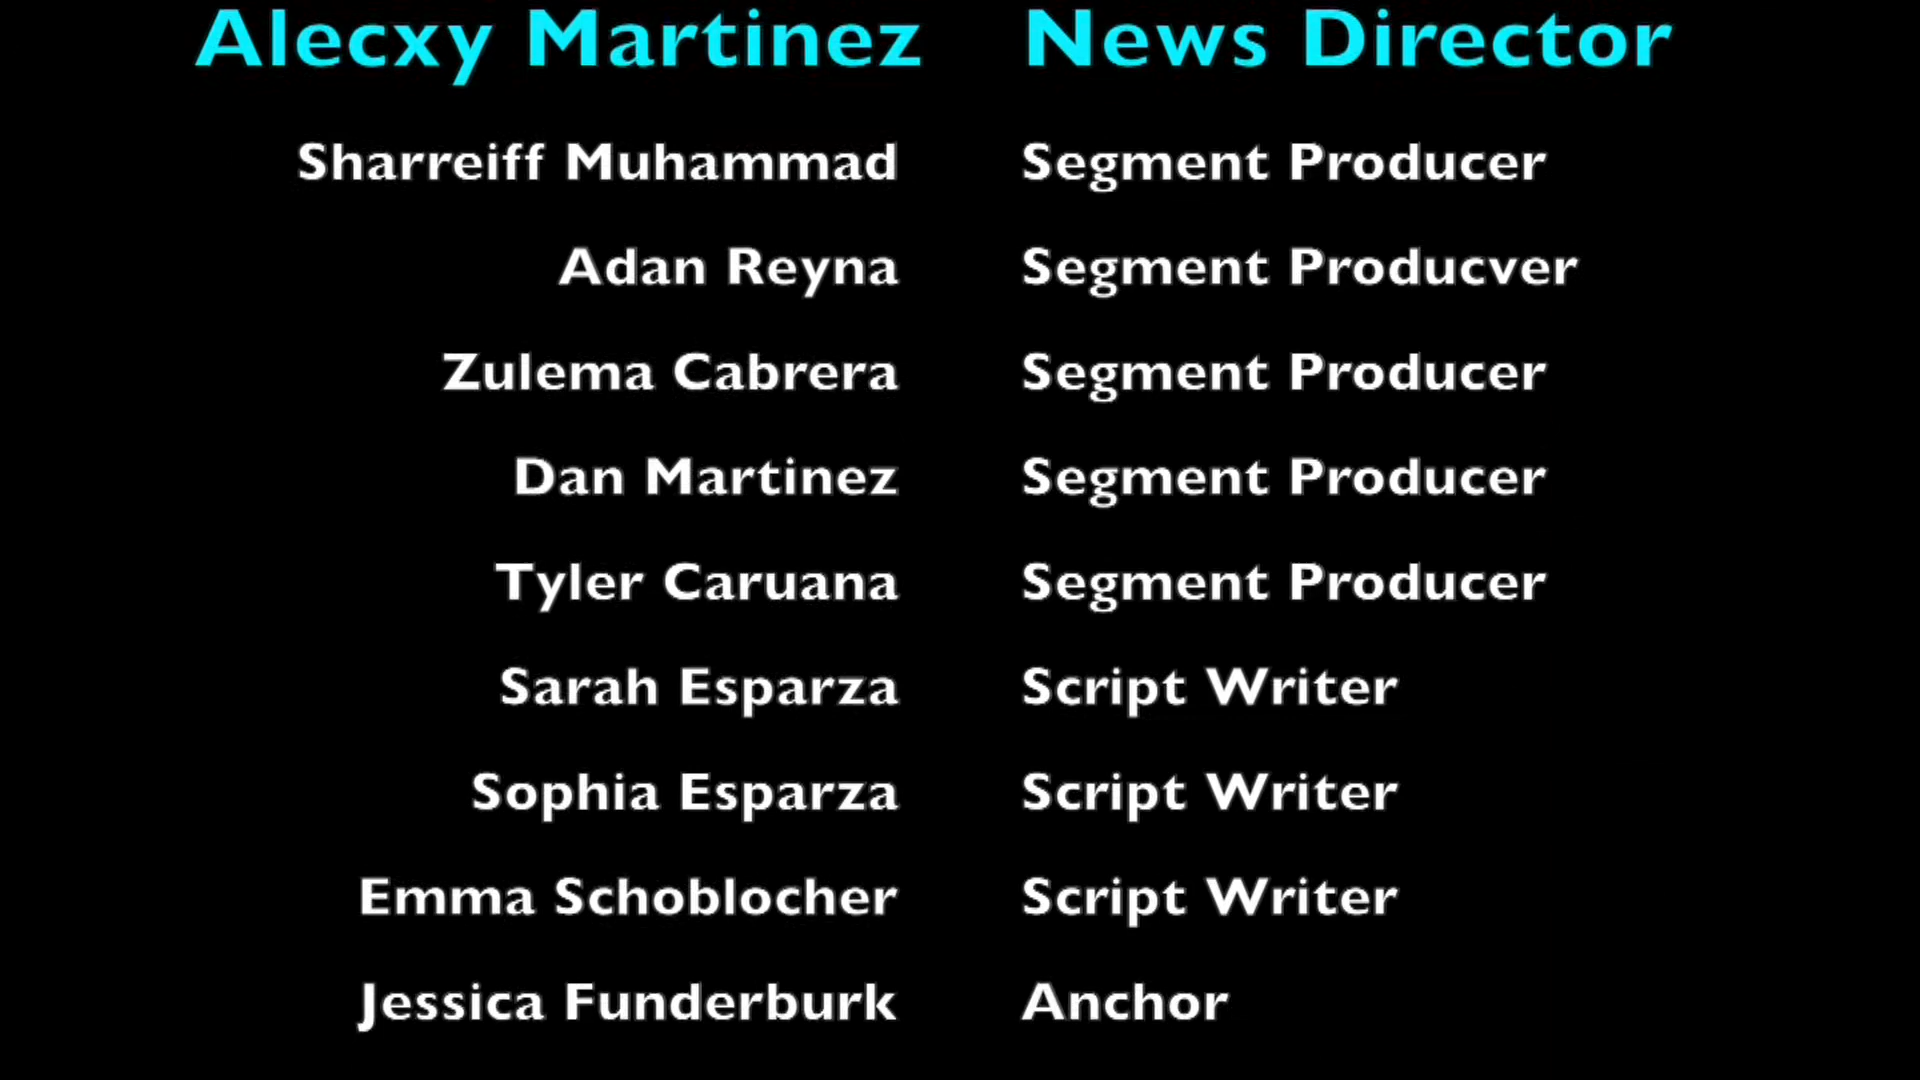 Alecxy Martinez News Director
Sharreiff Muhammad Segment Producer
Adan Reyna Segment Producver
Zulema Cabrera Segment Producer
Dan Martinez Segment Producer
Tyler Caruana Segment Producer
Sarah Esparza Script Writer
Sophia Esparza Script Writer
Emma Schoblocher Script Writer
Jessica Funderburk Anchor